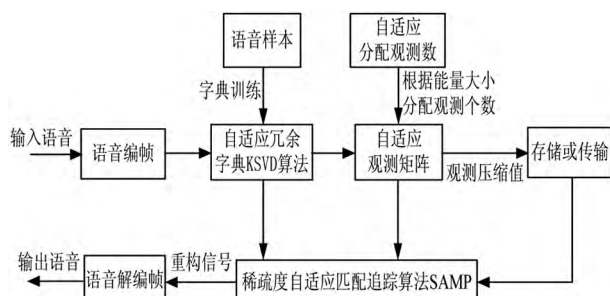 语音样本
自适应
分配观测数
字典训练
根据能量大小
分配观测个数
输入语音
语音编帧
自适应冗余
字典KSVD算法
自适应
观测矩阵
观测压缩值
存储或传输
输出语音
语音解编帧
重构信号
稀疏度自适应匹配追踪算法SAMP